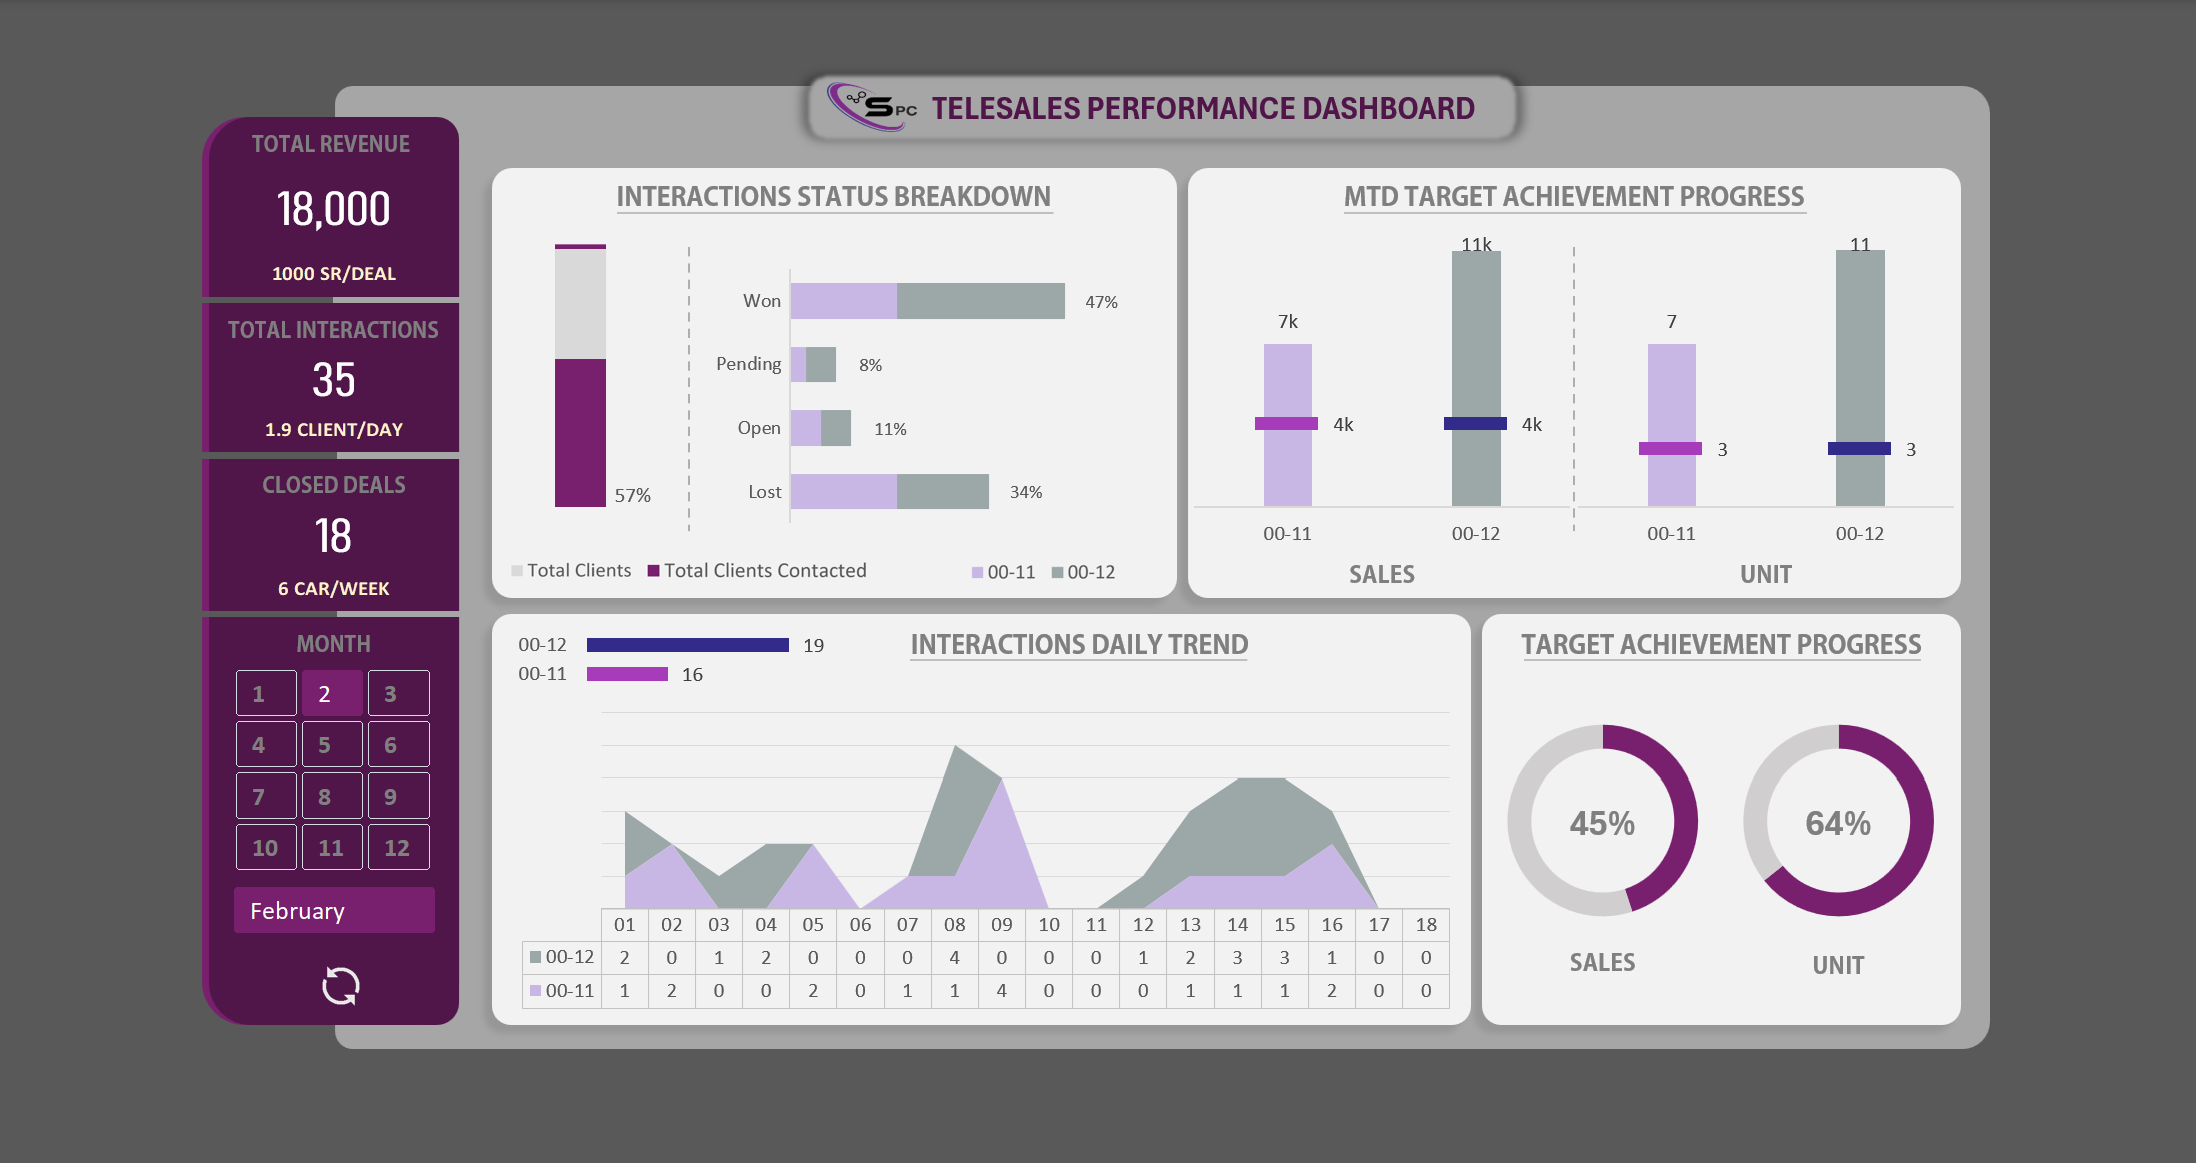 SPC TELESALES PERFORMANCE DASHBOARD
TOTAL REVENUE
18,000
1000 SR/DEAL
TOTAL INTERACTIONS
35
1.9 CLIENT/DAY
CLOSED DEALS
18
6 CAR/WEEK
MONTH
1 2 3
4 5 6
7 8 9
10 11 12
February
INTERACTIONS STATUS BREAKDOWN
57%
Won 47%
Pending 8%
Open 11%
Lost 34%
Total Clients Total Clients Contacted
00-11 00-12
MTD TARGET ACHIEVEMENT PROGRESS
7k 11k
4k 4k
00-11 00-12
SALES
7 11
3 3
00-11 00-12
UNIT
INTERACTIONS DAILY TREND
00-12 19
00-11 16
01 02 03 04 05 06 07 08 09 10 11 12 13 14 15 16 17 18
00-12 2 0 1 2 0 0 0 4 0 0 0 1 2 3 3 1 0 0
00-11 1 2 0 0 2 0 1 1 4 0 0 0 1 1 1 2 0 0
TARGET ACHIEVEMENT PROGRESS
45%
SALES
64%
UNIT